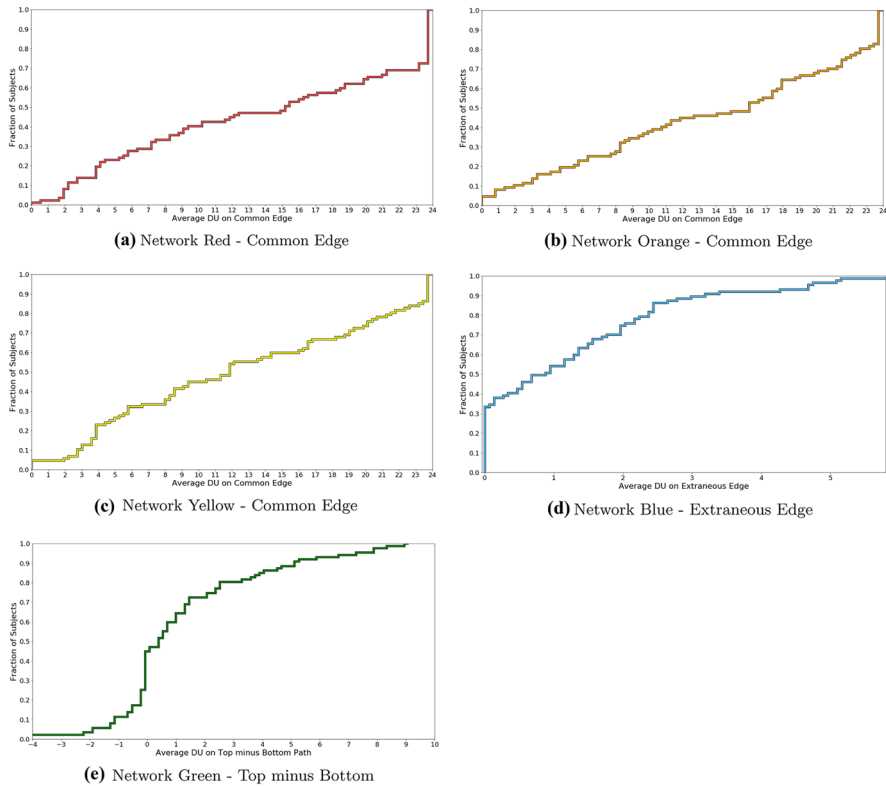 1.0
0.9
0.8
0.7
0.6
0.5
0.4
0.3
0.2
0.1
0.0
Fraction of Subjects
0 1 2 3 4 5 6 7 8 9 10 11 12 13 14 15 16 17 18 19 20 21 22 23 24
Average DU on Common Edge
(a) Network Red - Common Edge
1.0
0.9
0.8
0.7
0.6
0.5
0.4
0.3
0.2
0.1
0.0
Fraction of Subjects
0 1 2 3 4 5 6 7 8 9 10 11 12 13 14 15 16 17 18 19 20 21 22 23 24
Average DU on Common Edge
(b) Network Orange - Common Edge
1.0
0.9
0.8
0.7
0.6
0.5
0.4
0.3
0.2
0.1
0.0
Fraction of Subjects
0 1 2 3 4 5 6 7 8 9 10 11 12 13 14 15 16 17 18 19 20 21 22 23 24
Average DU on Common Edge
(c) Network Yellow - Common Edge
1.0
0.9
0.8
0.7
0.6
0.5
0.4
0.3
0.2
0.1
0.0
Fraction of Subjects
0 1 2 3 4 5
Average DU on Extraneous Edge
(d) Network Blue - Extraneous Edge
1.0
0.9
0.8
0.7
0.6
0.5
0.4
0.3
0.2
0.1
0.0
Fraction of Subjects
−4 −3 −2 −1 0 1 2 3 4 5 6 7 8 9 10
Average DU on Top minus Bottom Path
(e) Network Green - Top minus Bottom